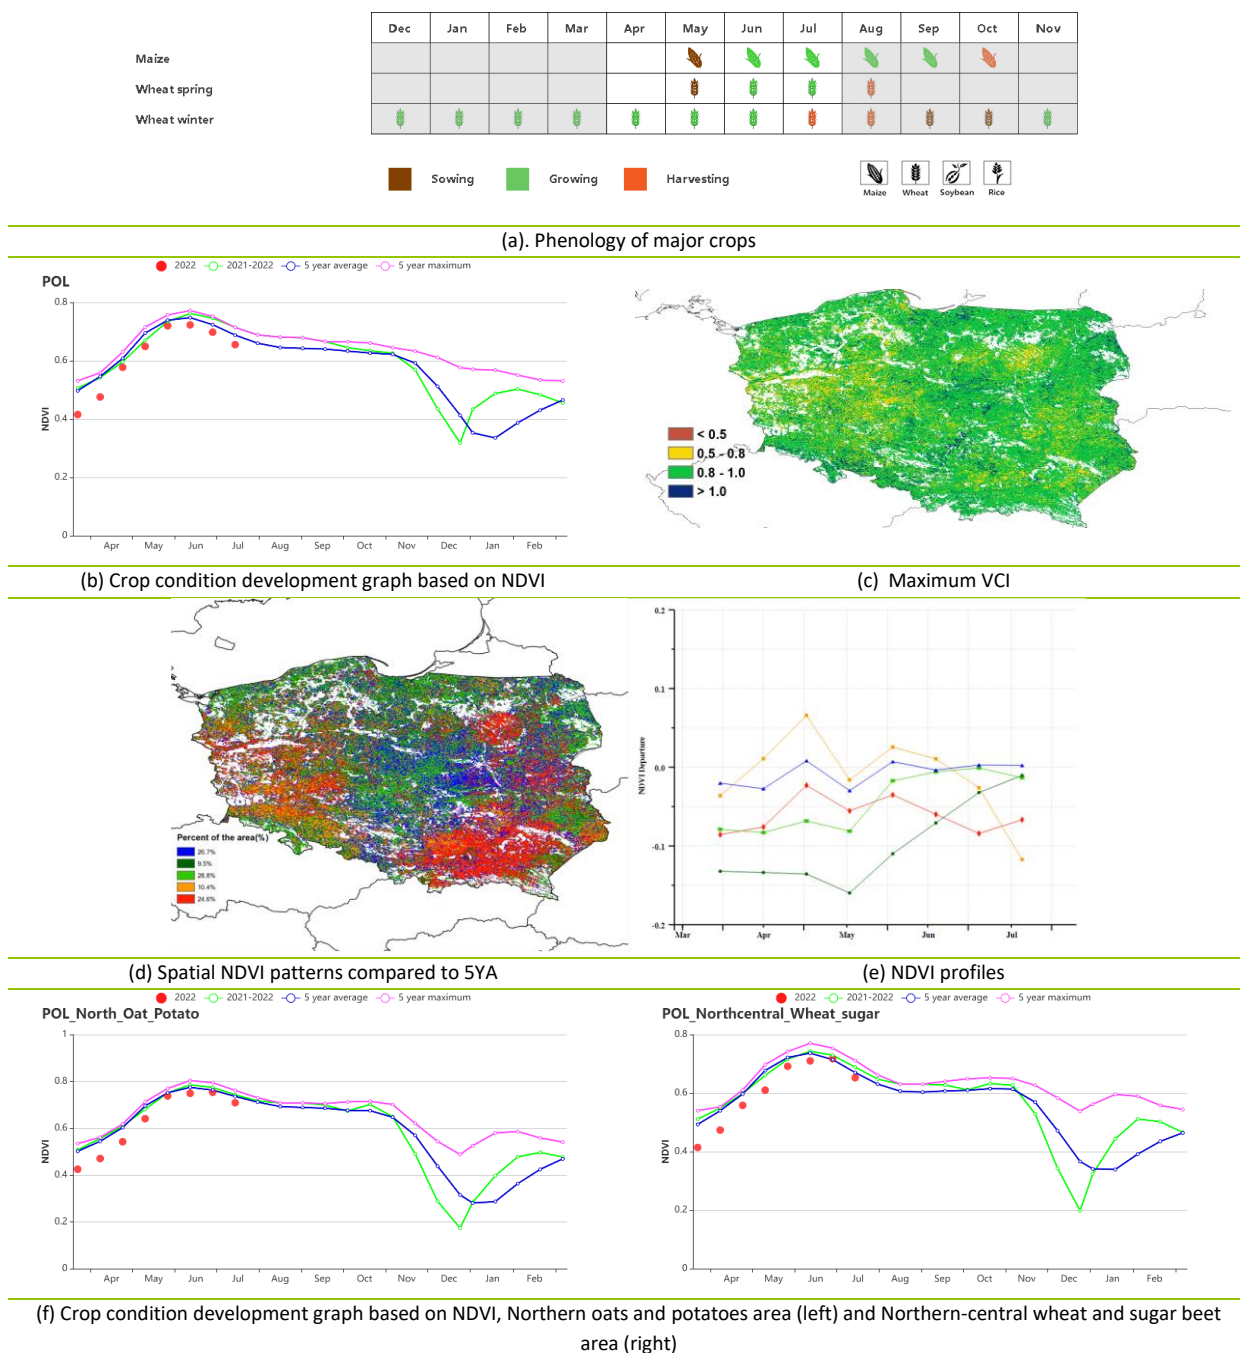 Dec Jan Feb Mar Apr May Jun Jul Aug Sep Oct Nov
Maize
Wheat spring
Wheat winter
Sowing Growing Harvesting
Maize Wheat Soybean Rice
(a). Phenology of major crops
2022 2021-2022 5 year average 5 year maximum
POL
0.8
0.6
0.4
0.2
0
NDVI
Apr May Jun Jul Aug Sep Oct Nov Dec Jan Feb
< 0.5
0.5 - 0.8
0.8 - 1.0
> 1.0
(b) Crop condition development graph based on NDVI
(c) Maximum VCI
Percent of the area(%)
26.7%
9.5%
28.8%
10.4%
24.6%
0.2
0.1
0.0
-0.1
-0.2
NDVI Departure
Mar Apr May Jun Jul
(d) Spatial NDVI patterns compared to 5YA
(e) NDVI profiles
2022 2021-2022 5 year average 5 year maximum
POL_North_Oat_Potato
1
0.8
0.6
0.4
0.2
0
NDVI
Apr May Jun Jul Aug Sep Oct Nov Dec Jan Feb
2022 2021-2022 5 year average 5 year maximum
POL_Northcentral_Wheat_sugar
0.8
0.6
0.4
0.2
0
NDVI
Apr May Jun Jul Aug Sep Oct Nov Dec Jan Feb
(f) Crop condition development graph based on NDVI, Northern oats and potatoes area (left) and Northern-central wheat and sugar beet
area (right)